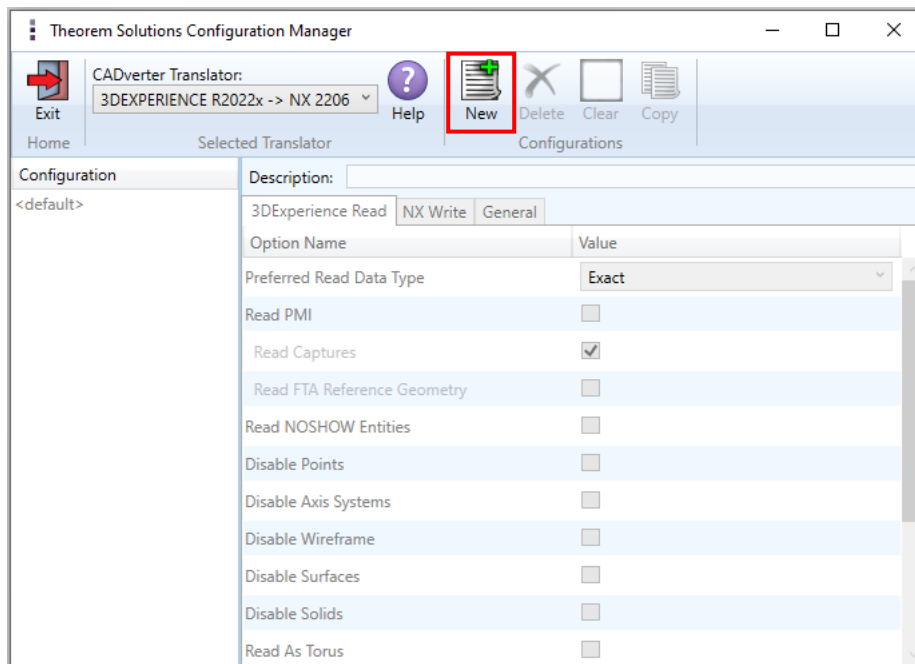 Theorem Solutions Configuration Manager
CADverter Translator:
3DEXPERIENCE R2022x -> NX 2206
Exit
Help
New
Delete
Clear
Copy
Home
Selected Translator
Configurations
Configuration
Description:
<default>
3DExperience Read
NX Write
General
Option Name
Value
Preferred Read Data Type
Exact
Read PMI
Read Captures
Read FTA Reference Geometry
Read NOSHOW Entities
Disable Points
Disable Axis Systems
Disable Wireframe
Disable Surfaces
Disable Solids
Read As Torus